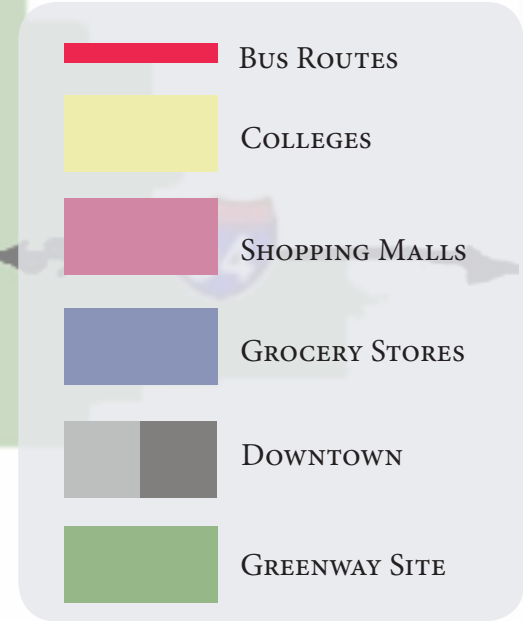 Bus Routes
Colleges
Shopping Malls
Grocery Stores
Downtown
Greenway Site